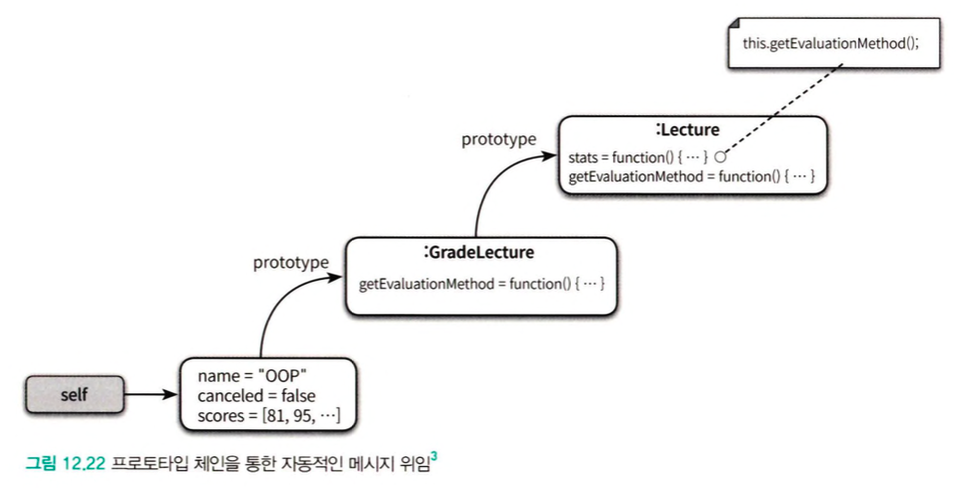 this.getEvaluationMethod();
prototype
:Lecture
stats = function() { ··· }
getEvaluationMethod = function() { ··· }
prototype
:GradeLecture
getEvaluationMethod = function() { ··· }
self
name = "OOP"
canceled = false
scores = [81, 95, ···]
그림 12.22 프로토타입 체인을 통한 자동적인 메시지 위임3